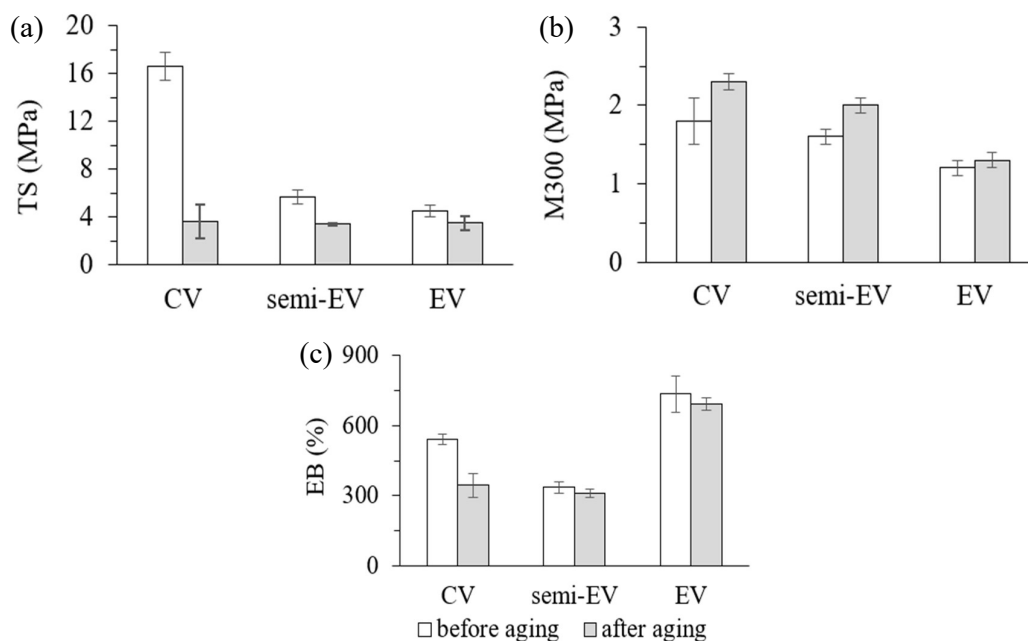 (a)
20
16
12
8
4
0
TS (MPa)
CV semi-EV EV
(b)
3
2
1
0
M300 (MPa)
CV semi-EV EV
(c)
900
600
300
0
EB (%)
CV semi-EV EV
before aging after aging